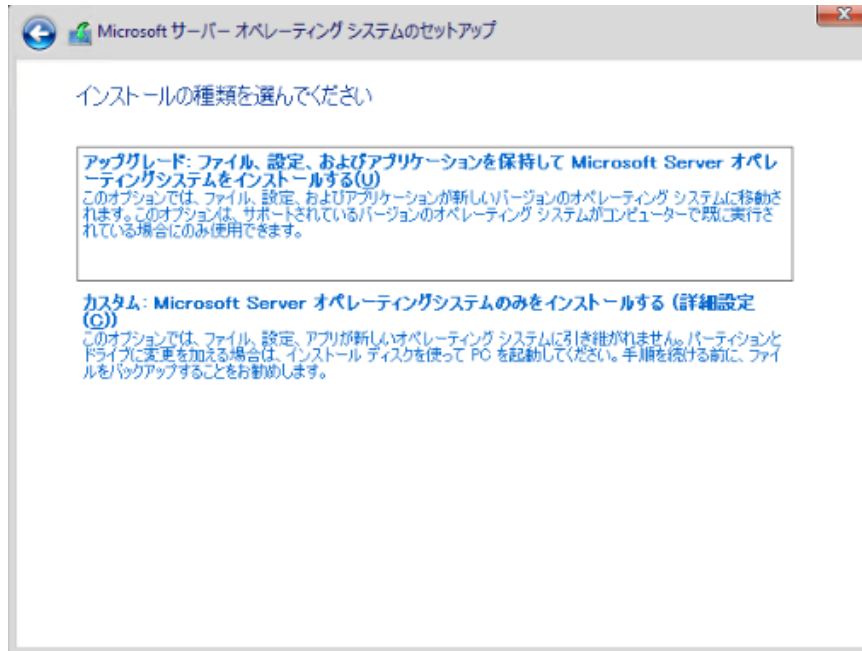 Microsoft サーバー オペレーティング システムのセットアップ
インストールの種類を選んでください
アップグレード: ファイル、設定、およびアプリケーションを保持して Microsoft Server オペレ
ーティングシステムをインストールする(U)
このオプションでは、ファイル、設定、およびアプリケーションが新しいバージョンのオペレーティング システムに移動さ
れます。このオプションは、サポートされているバージョンのオペレーティング システムがコンピューターで既に実行さ
れている場合にのみ使用できます。
カスタム: Microsoft Server オペレーティングシステムのみをインストールする (詳細設定
(C))
このオプションでは、ファイル、設定、アプリが新しいオペレーティング システムに引き継がれません。パーティションと
ドライブに変更を加える場合は、インストール ディスクを使って PC を起動してください。手順を続ける前に、ファイ
ルをバックアップすることをお勧めします。